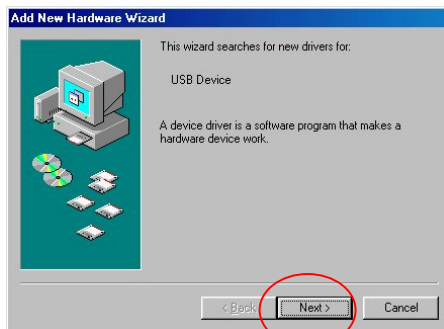 Add New Hardware Wizard
This wizard searches for new drivers for:
USB Device
A device driver is a software program that makes a
hardware device work.
< Back
Next >
Cancel